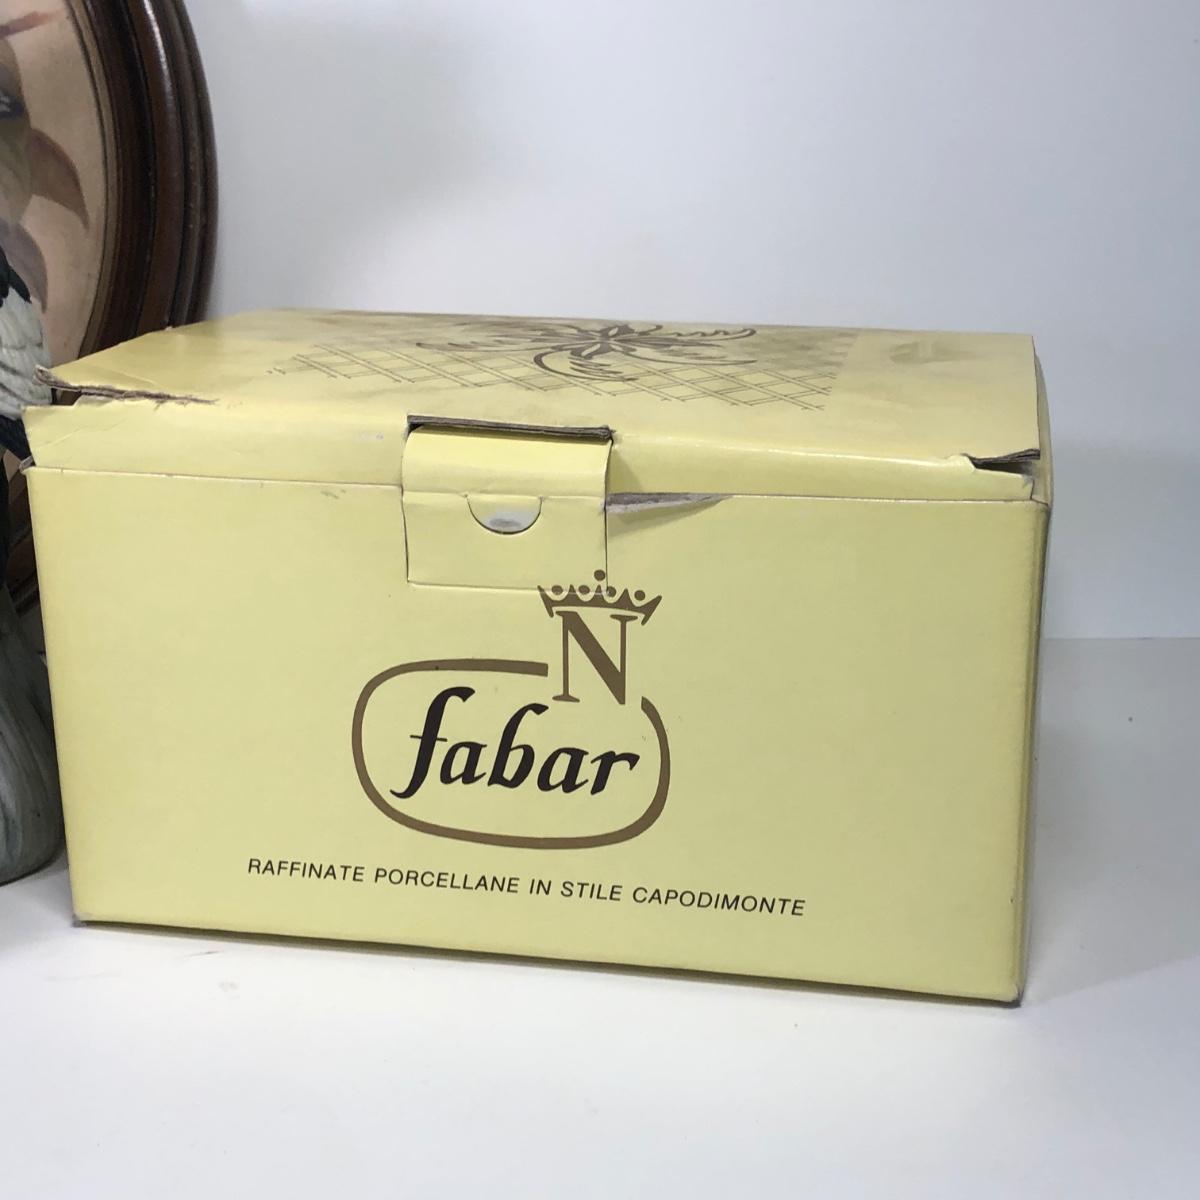 N
fabar
RAFFINATE PORCELLANE IN STILE CAPODIMONTE